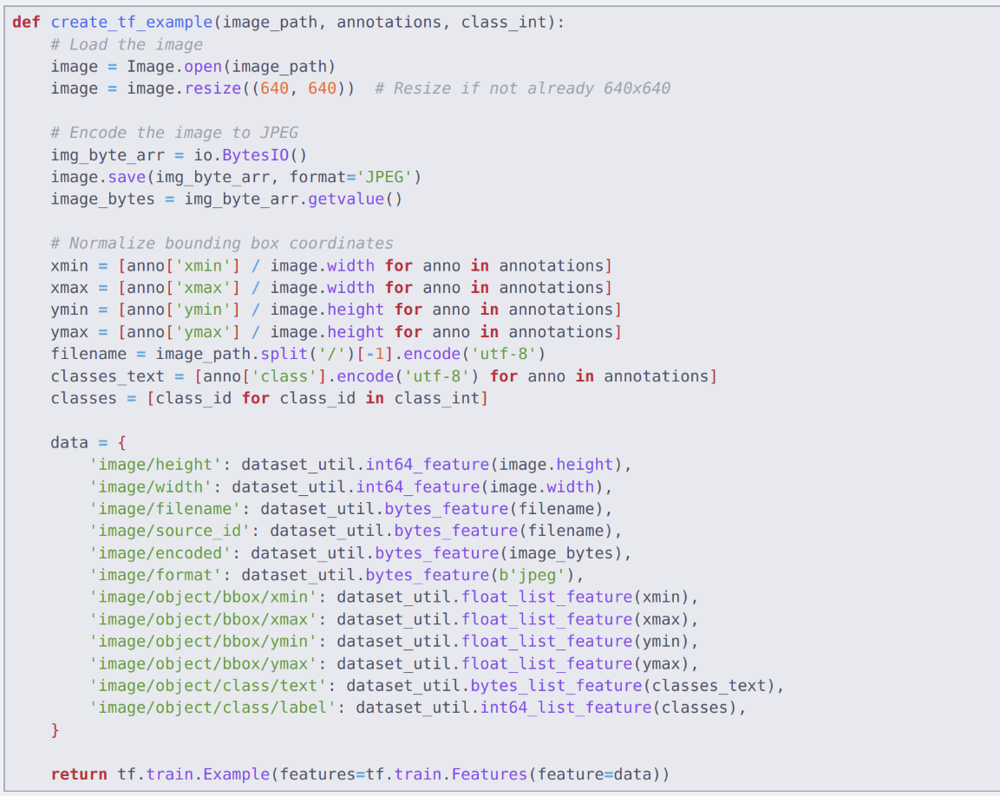 def create_tf_example(image_path, annotations, class_int):
    # Load the image
    image = Image.open(image_path)
    image = image.resize((640, 640))  # Resize if not already 640x640

    # Encode the image to JPEG
    img_byte_arr = io.BytesIO()
    image.save(img_byte_arr, format='JPEG')
    image_bytes = img_byte_arr.getvalue()

    # Normalize bounding box coordinates
    xmin = [anno['xmin'] / image.width for anno in annotations]
    xmax = [anno['xmax'] / image.width for anno in annotations]
    ymin = [anno['ymin'] / image.height for anno in annotations]
    ymax = [anno['ymax'] / image.height for anno in annotations]
    filename = image_path.split('/')[-1].encode('utf-8')
    classes_text = [anno['class'].encode('utf-8') for anno in annotations]
    classes = [class_id for class_id in class_int]

    data = {
        'image/height': dataset_util.int64_feature(image.height),
        'image/width': dataset_util.int64_feature(image.width),
        'image/filename': dataset_util.bytes_feature(filename),
        'image/source_id': dataset_util.bytes_feature(filename),
        'image/encoded': dataset_util.bytes_feature(image_bytes),
        'image/format': dataset_util.bytes_feature(b'jpeg'),
        'image/object/bbox/xmin': dataset_util.float_list_feature(xmin),
        'image/object/bbox/xmax': dataset_util.float_list_feature(xmax),
        'image/object/bbox/ymin': dataset_util.float_list_feature(ymin),
        'image/object/bbox/ymax': dataset_util.float_list_feature(ymax),
        'image/object/class/text': dataset_util.bytes_list_feature(classes_text),
        'image/object/class/label': dataset_util.int64_list_feature(classes),
    }

    return tf.train.Example(features=tf.train.Features(feature=data))